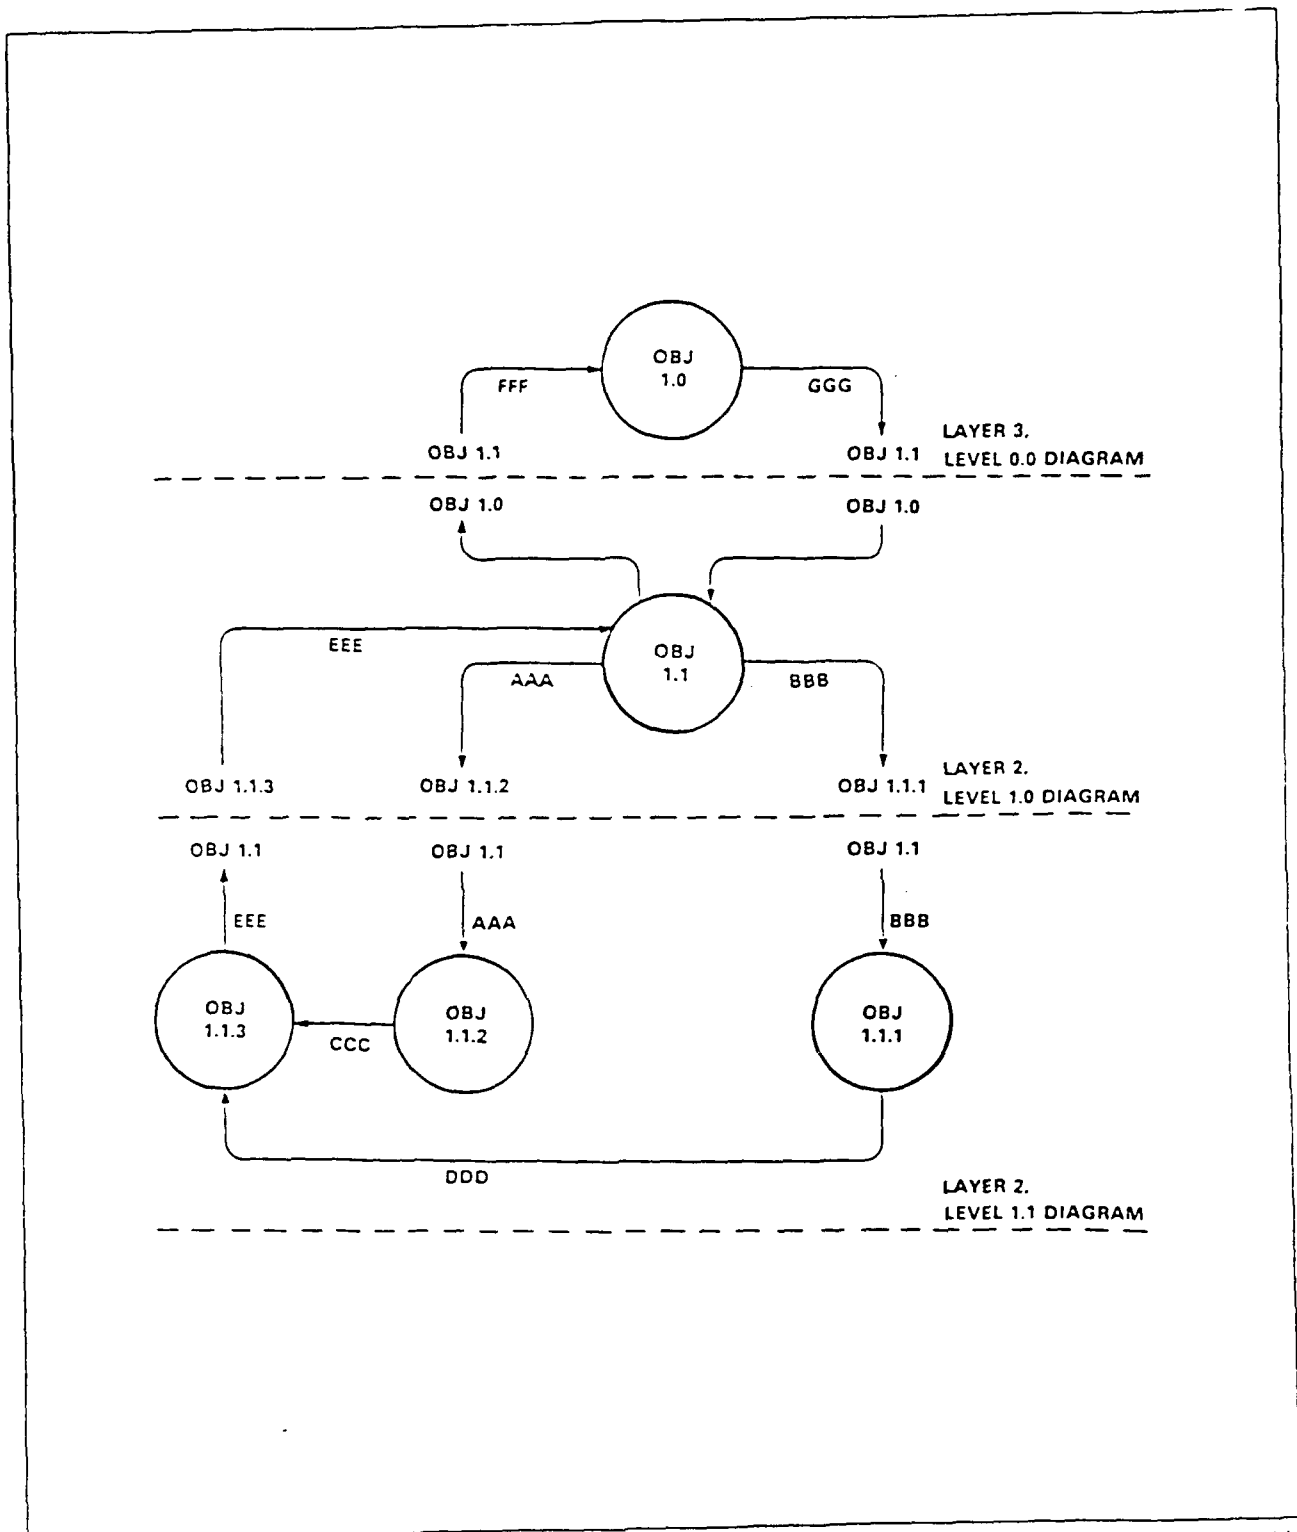 OBJ
1.0
FFF
GGG
OBJ 1.1
OBJ 1.1
LAYER 3,
LEVEL 0.0 DIAGRAM
OBJ 1.0
OBJ 1.0
EEE
OBJ
1.1
AAA
BBB
OBJ 1.1.3
OBJ 1.1.2
OBJ 1.1.1
LAYER 2,
LEVEL 1.0 DIAGRAM
OBJ 1.1
OBJ 1.1
OBJ 1.1
EEE
AAA
BBB
OBJ
1.1.3
CCC
OBJ
1.1.2
OBJ
1.1.1
DDD
LAYER 2,
LEVEL 1.1 DIAGRAM